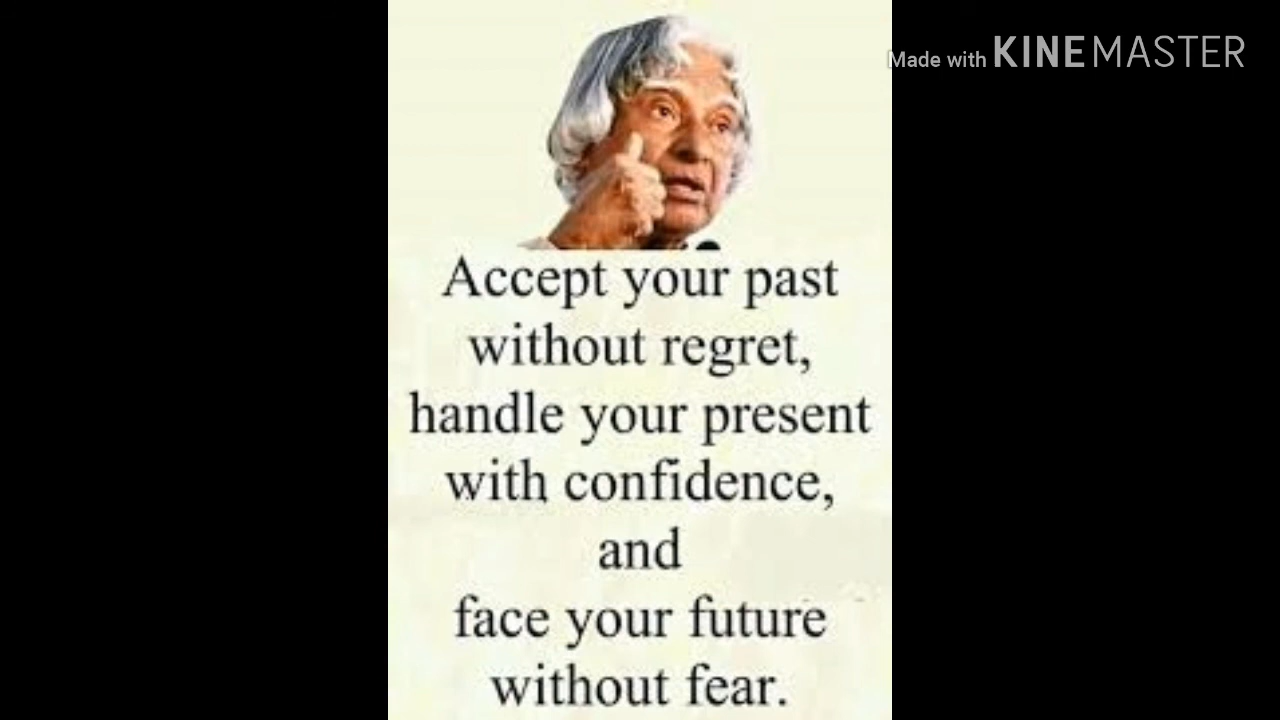 Made with KINEMASTER
Accept your past
without regret,
handle your present
with confidence,
and
face your future
without fear.